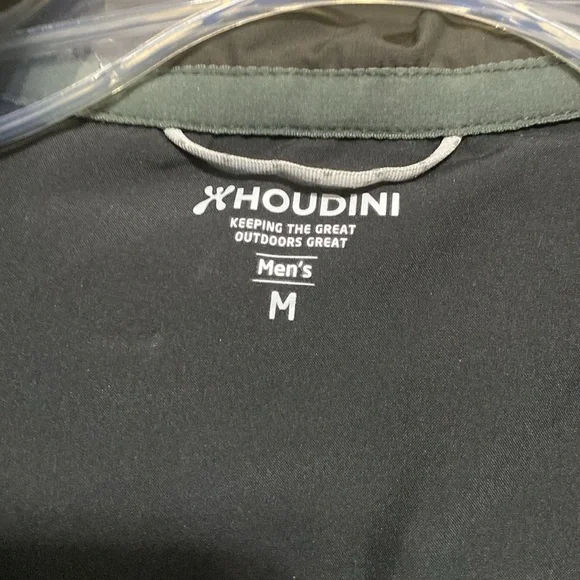 HOUDINI
KEEPING THE GREAT
OUTDOORS GREAT
Men's
M